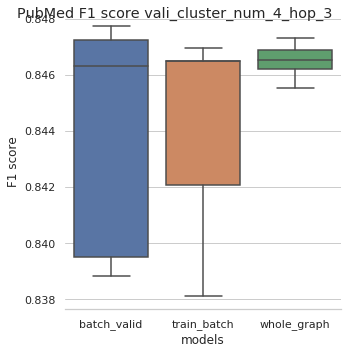 PubMed F1 score vali_cluster_num_4_hop_3
0.848
0.846
0.844
0.842
0.840
0.838
F1 score
batch_valid train_batch whole_graph
models